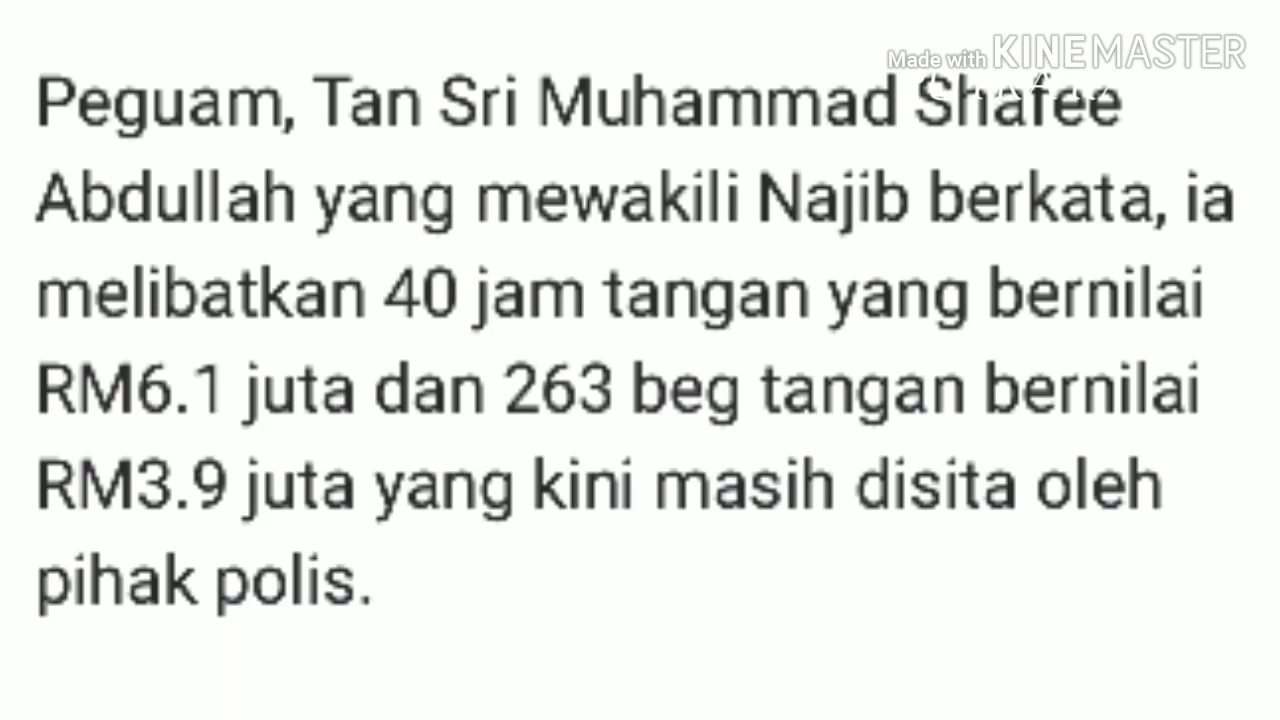 Made with KINEMASTER
Peguam, Tan Sri Muhammad Shafee
Abdullah yang mewakili Najib berkata, ia
melibatkan 40 jam tangan yang bernilai
RM6.1 juta dan 263 beg tangan bernilai
RM3.9 juta yang kini masih disita oleh
pihak polis.